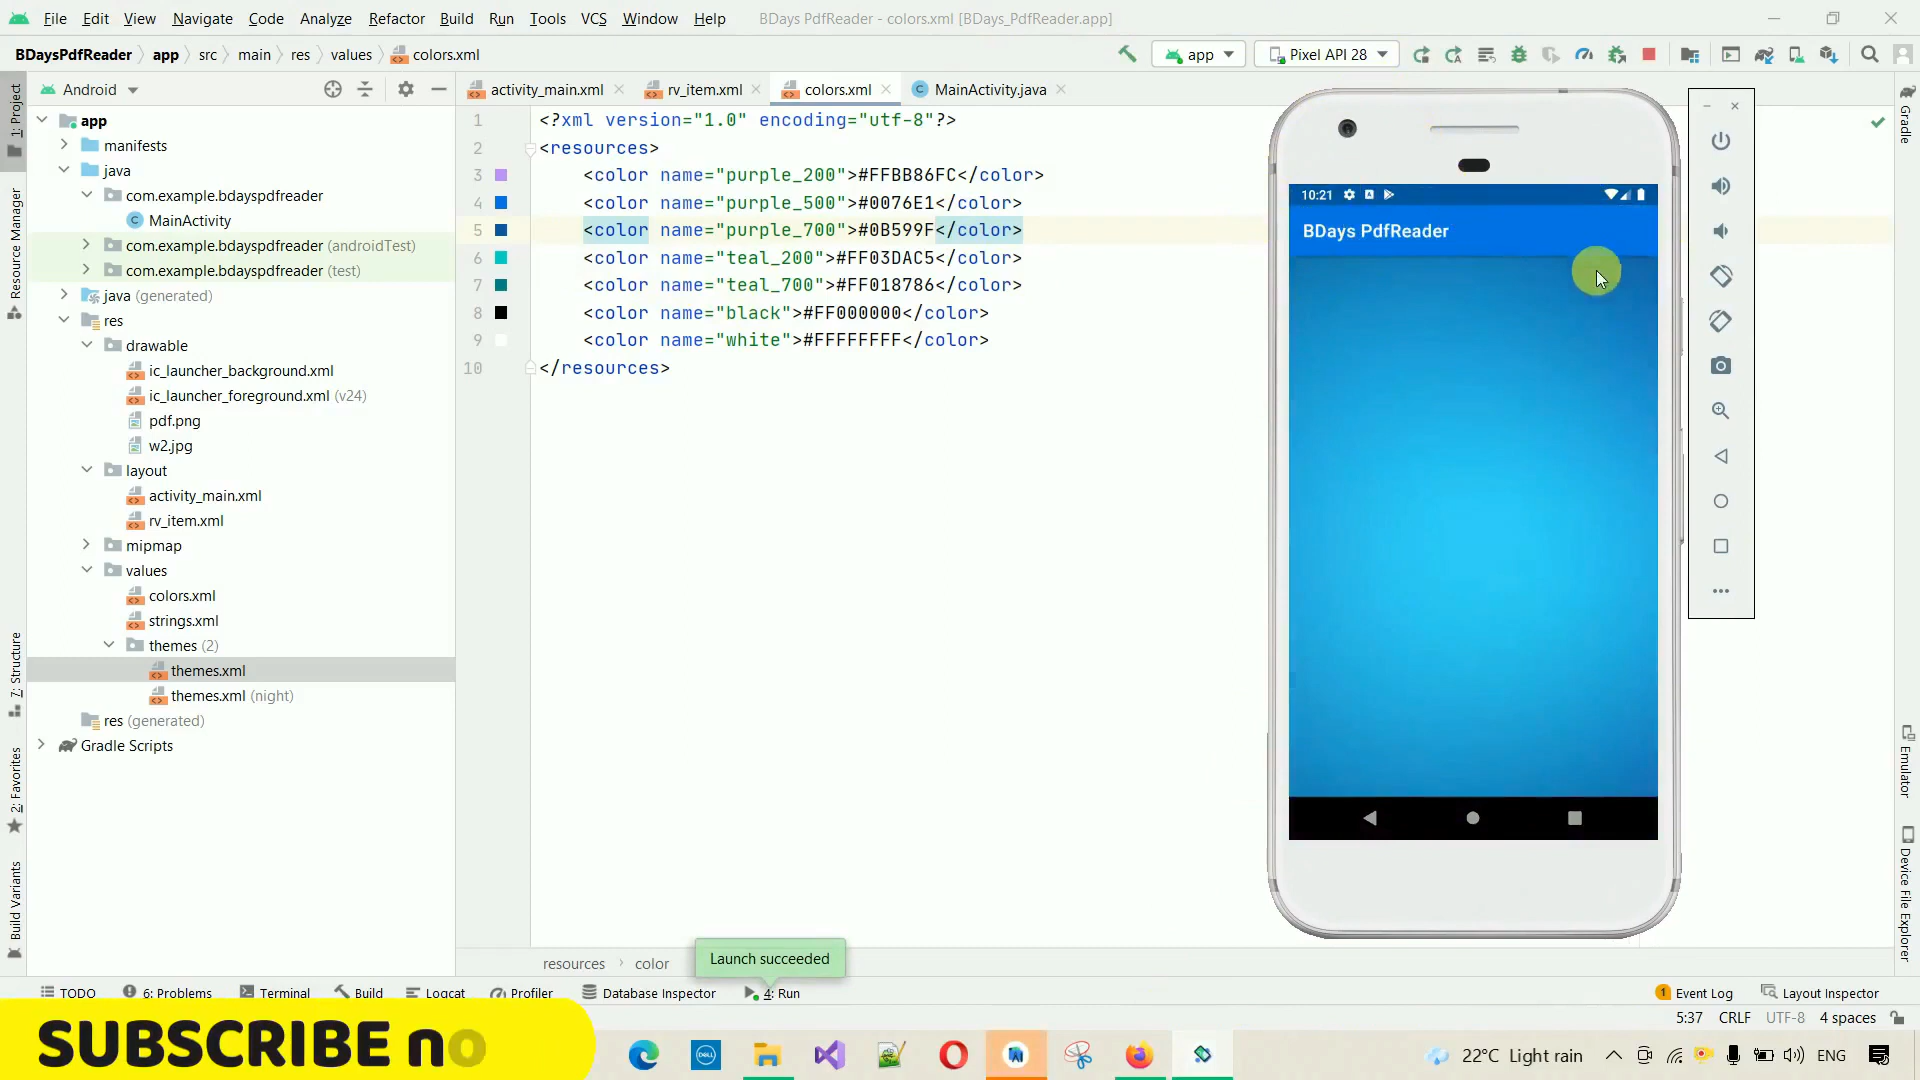 File Edit View Navigate Code Analyze Refactor Build Run Tools VCS Window Help BDays PdfReader - colors.xml [BDays_PdfReader.app]
BDaysPdfReader app src main res values colors.xml app Pixel API 28
Android activity_main.xml rv_item.xml colors.xml MainActivity.java
1: Project
Resource Manager
7: Structure
2: Favorites
Build Variants
app
manifests
java
com.example.bdayspdfreader
MainActivity
com.example.bdayspdfreader (androidTest)
com.example.bdayspdfreader (test)
java (generated)
res
drawable
ic_launcher_background.xml
ic_launcher_foreground.xml (v24)
pdf.png
w2.jpg
layout
activity_main.xml
rv_item.xml
mipmap
values
colors.xml
strings.xml
themes (2)
themes.xml
themes.xml (night)
res (generated)
Gradle Scripts
1 <?xml version="1.0" encoding="utf-8"?>
2 <resources>
3 <color name="purple_200">#FFBB86FC</color>
4 <color name="purple_500">#0076E1</color>
5 <color name="purple_700">#0B599F</color>
6 <color name="teal_200">#FF03DAC5</color>
7 <color name="teal_700">#FF018786</color>
8 <color name="black">#FF000000</color>
9 <color name="white">#FFFFFFFF</color>
10 </resources>
10:21
BDays PdfReader
Gradle
Emulator
Device File Explorer
resources color
Launch succeeded
TODO 6: Problems Terminal Build Logcat Profiler Database Inspector 4: Run 1 Event Log Layout Inspector
5:37 CRLF UTF-8 4 spaces
SUBSCRIBE no
DELL
22°C Light rain ENG